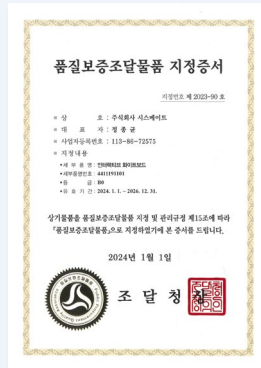 품질보증조달물품 지정증서
지정번호 제 2023-90 호
상 호 : 주식회사 시스메이트
대 표 자 : 정 종 균
사업자등록번호 : 113-86-72575
지정내용
• 세 부 품 명 : 인터랙티브 화이트보드
• 세부품명번호 : 4411191101
• 등 급 : B0
• 유 효 기 간 : 2024. 1. 1. ~ 2026. 12. 31.
상기물품을 품질보증조달물품 지정 및 관리규정 제15조에 따라
「품질보증조달물품」으로 지정하였기에 본 증서를 드립니다.
2024년 1월 1일
조 달 청 장